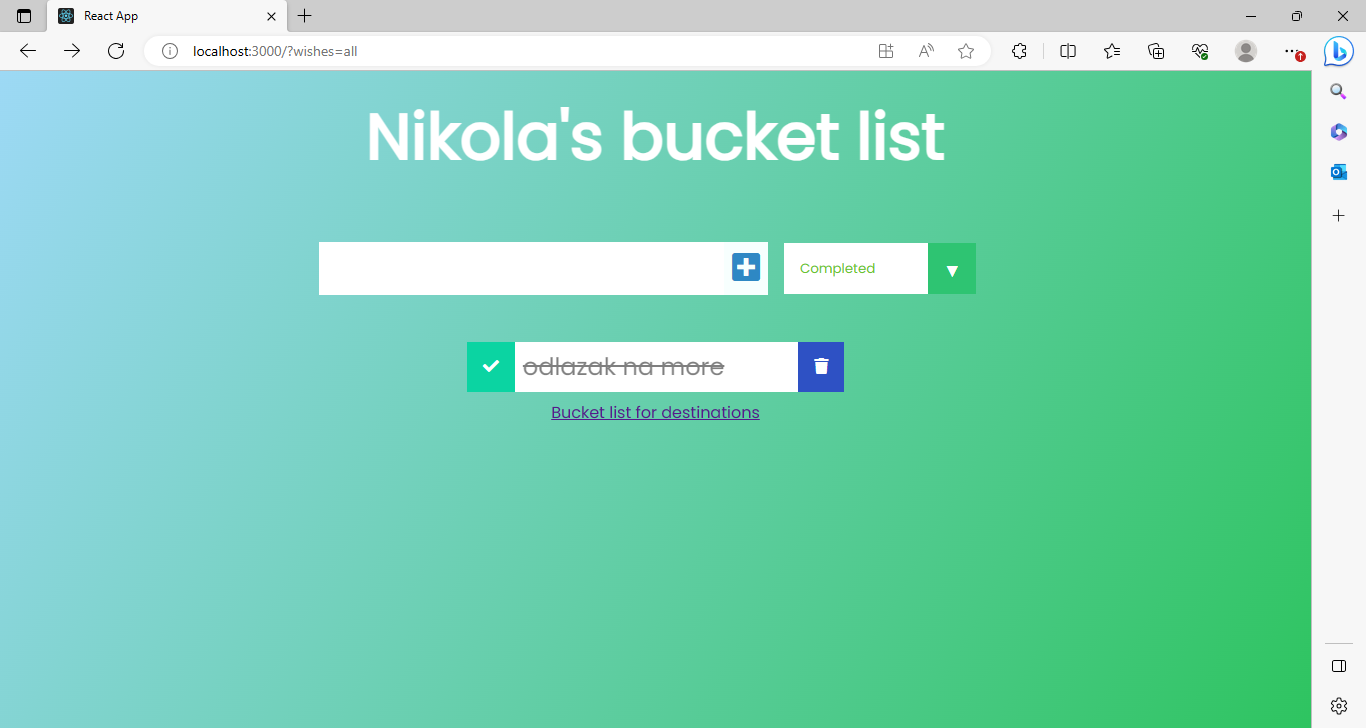 React App
localhost:3000/?wishes=all
Nikola's bucket list
Completed
odlazak na more
Bucket list for destinations